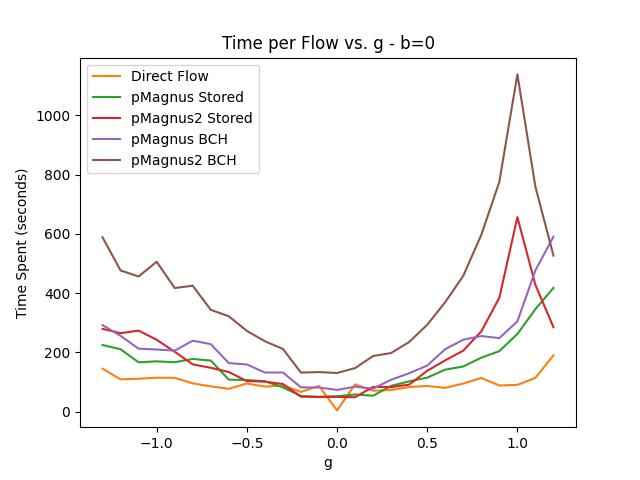 Time per Flow vs. g - b=0
Direct Flow
pMagnus Stored
pMagnus2 Stored
pMagnus BCH
pMagnus2 BCH
Time Spent (seconds)
1000
800
600
400
200
0
−1.0 −0.5 0.0 0.5 1.0
g